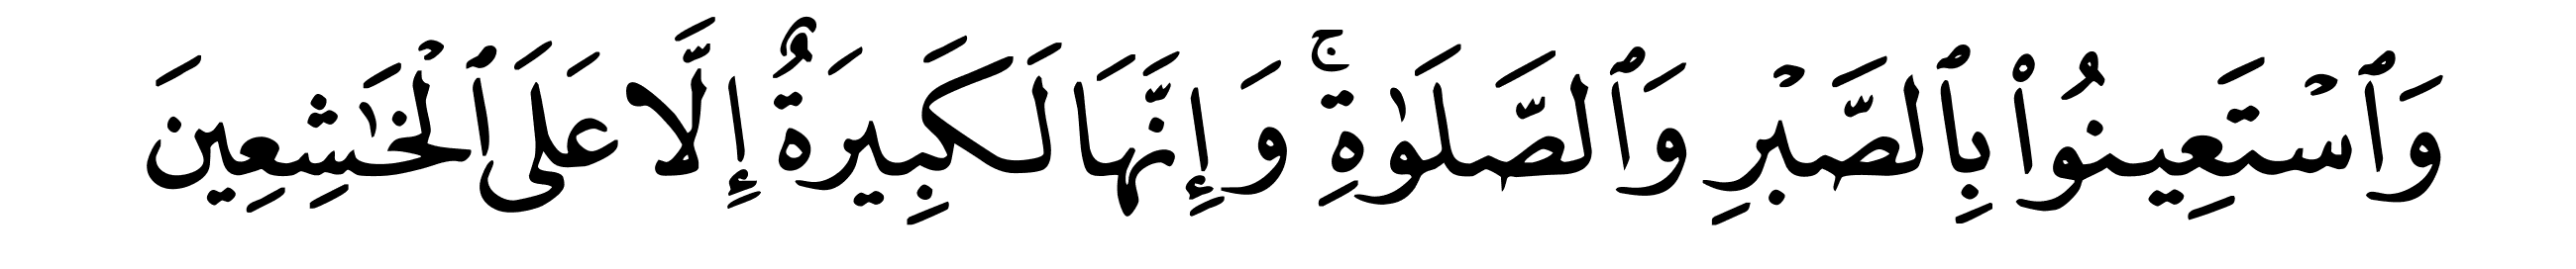 وَٱسْتَعِينُوا۟ بِٱلصَّبْرِ وَٱلصَّلَوٰةِ ۚ وَإِنَّهَا لَكَبِيرَةٌ إِلَّا عَلَى ٱلْخَـٰشِعِينَ